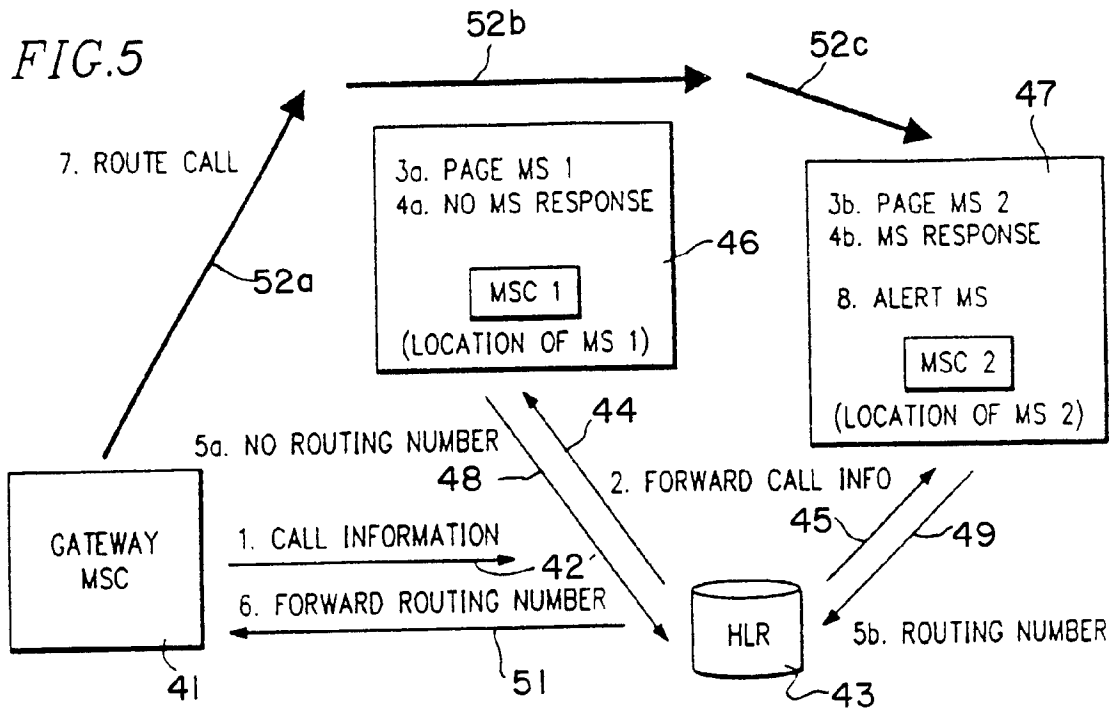 FIG.5
52b
52c
47
7. ROUTE CALL
52a
3a. PAGE MS 1
4a. NO MS RESPONSE
46
MSC 1
(LOCATION OF MS 1)
3b. PAGE MS 2
4b. MS RESPONSE
8. ALERT MS
MSC 2
(LOCATION OF MS 2)
5a. NO ROUTING NUMBER
44
48
2. FORWARD CALL INFO
45
49
GATEWAY
MSC
41
1. CALL INFORMATION
42
6. FORWARD ROUTING NUMBER
51
HLR
43
5b. ROUTING NUMBER